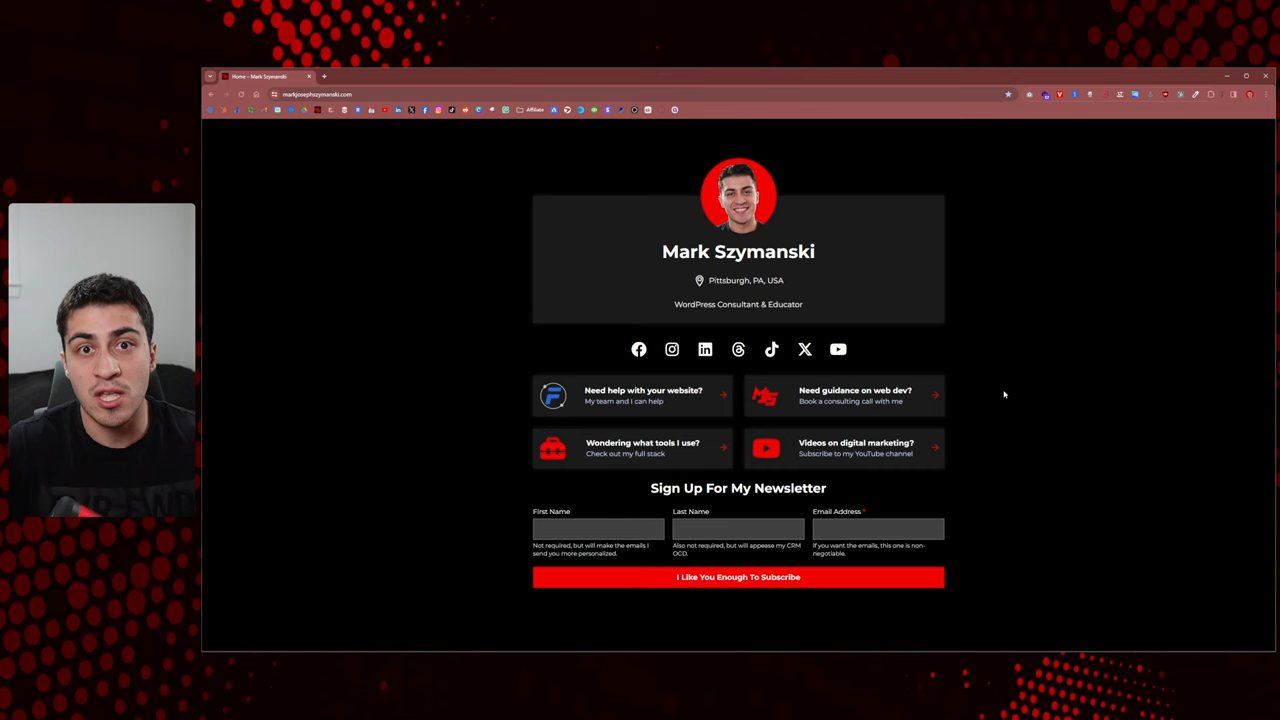 Home – Mark Szymanski
markjosephszymanski.com
Affiliate
Mark Szymanski
Pittsburgh, PA, USA
WordPress Consultant & Educator
Need help with your website?
My team and I can help
Need guidance on web dev?
Book a consulting call with me
Wondering what tools I use?
Check out my full stack
Videos on digital marketing?
Subscribe to my YouTube channel
Sign Up For My Newsletter
First Name
Last Name
Email Address *
Not required, but will make the emails I
send you more personalized.
Also not required, but will appease my CRM
OCD.
If you want the emails, this one is non-
negotiable.
I Like You Enough To Subscribe